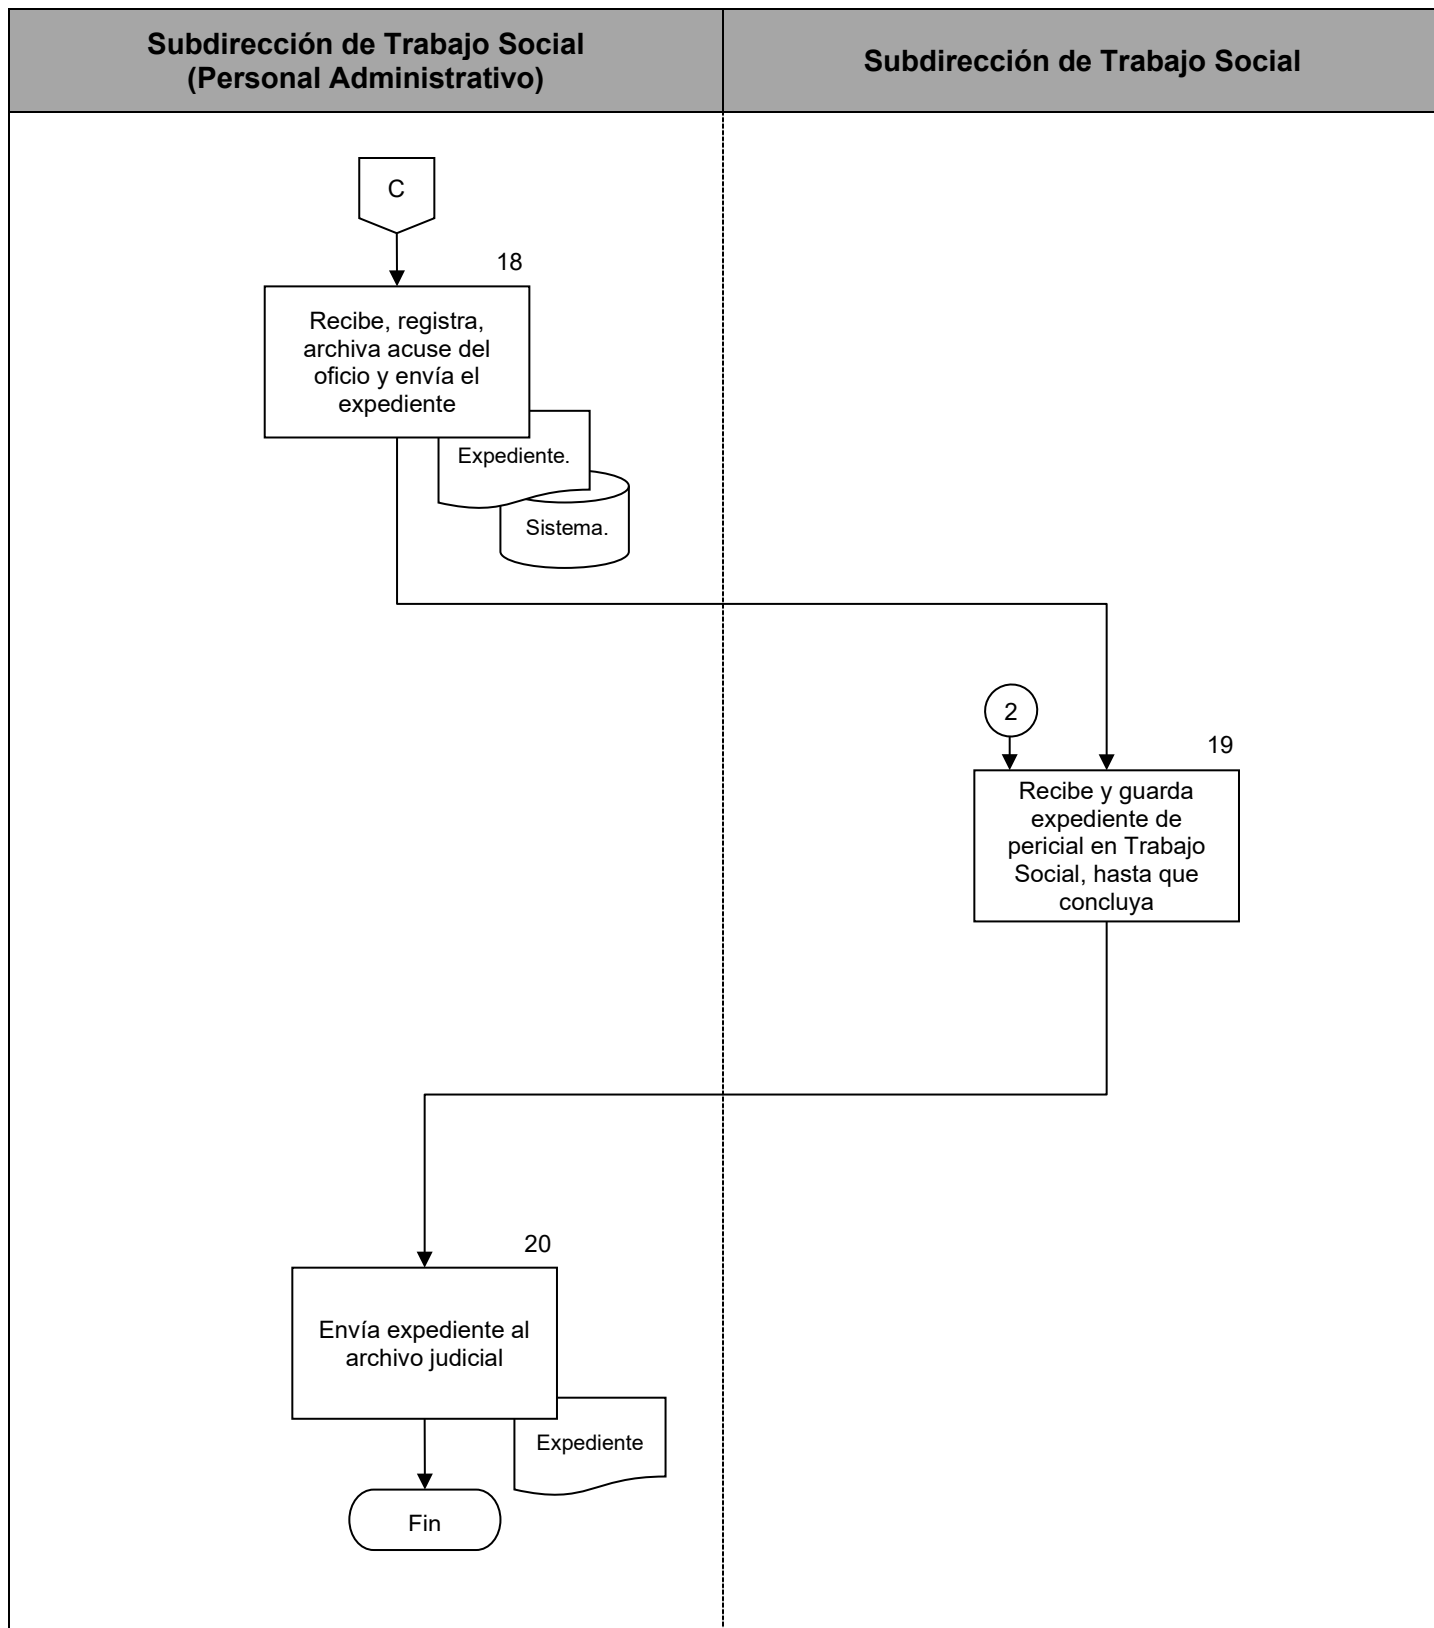 Subdirección de Trabajo Social
(Personal Administrativo)
Subdirección de Trabajo Social
C
18
Recibe, registra,
archiva acuse del
oficio y envía el
expediente
Expediente.
Sistema.
2
19
Recibe y guarda
expediente de
pericial en Trabajo
Social, hasta que
concluya
20
Envía expediente al
archivo judicial
Expediente
Fin